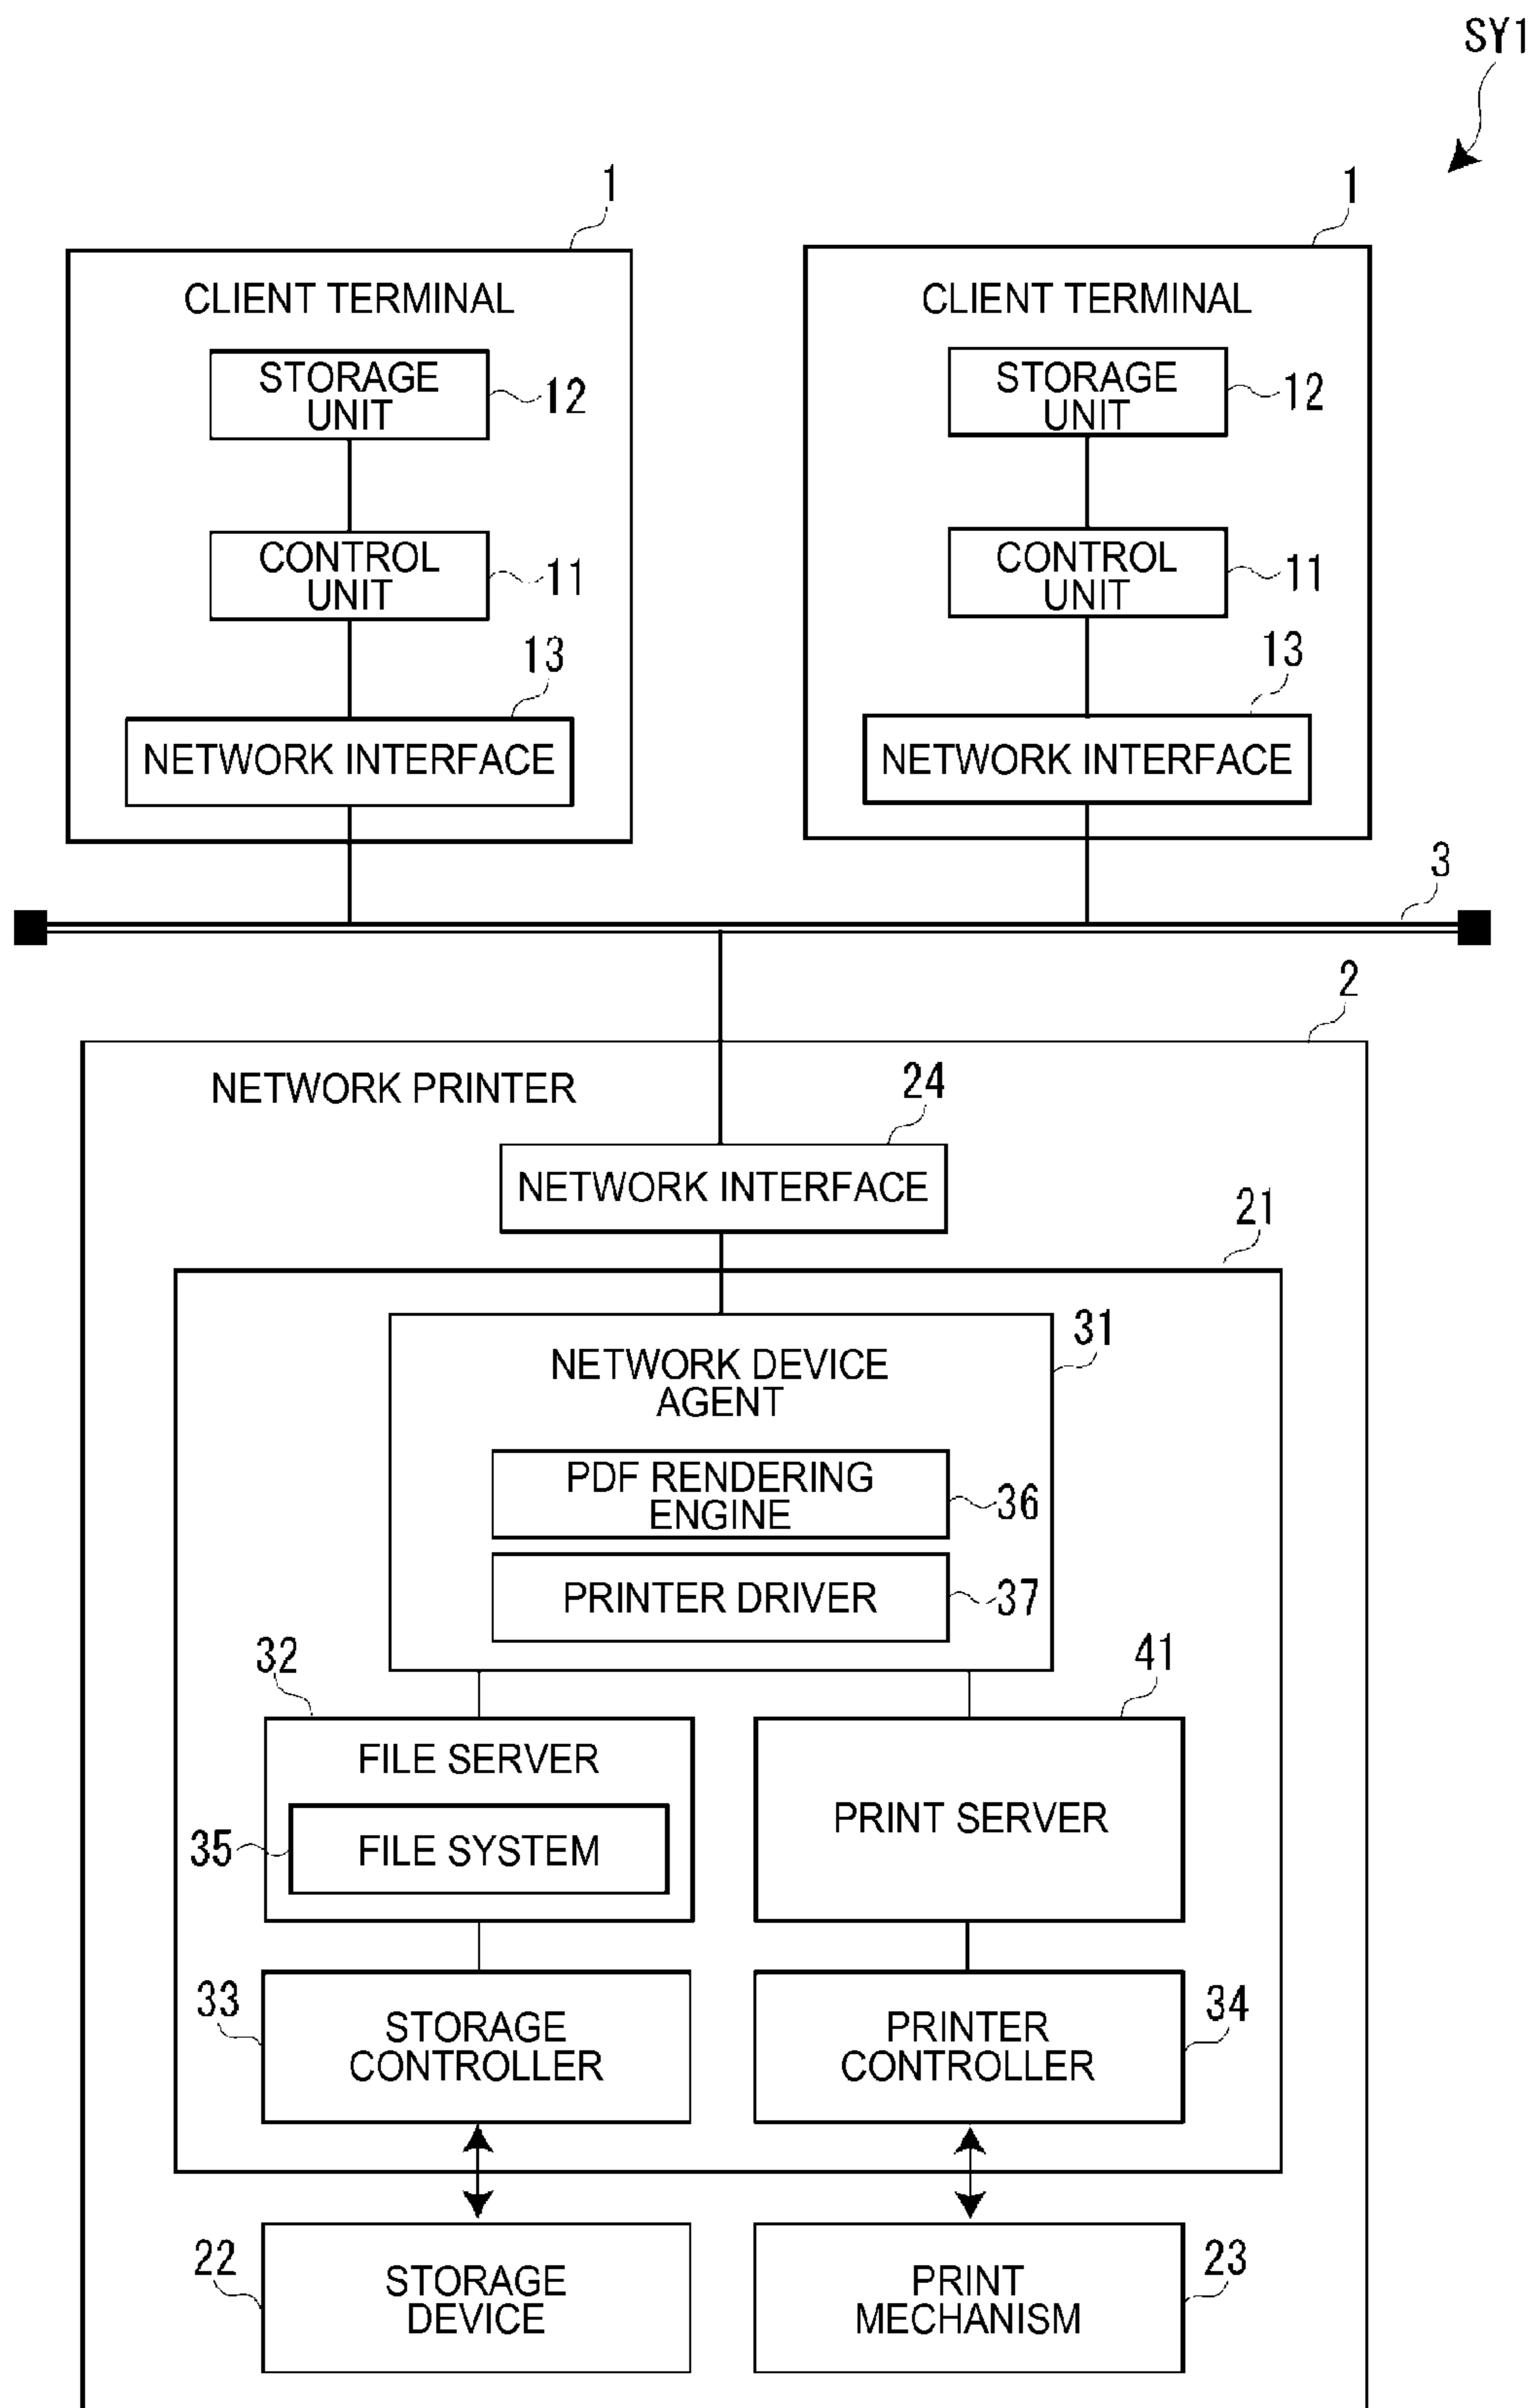 SY1
1
1
CLIENT TERMINAL
CLIENT TERMINAL
STORAGE
UNIT
12
STORAGE
UNIT
12
CONTROL
UNIT
11
CONTROL
UNIT
11
13
13
NETWORK INTERFACE
NETWORK INTERFACE
3
2
NETWORK PRINTER
24
NETWORK INTERFACE
21
31
NETWORK DEVICE
AGENT
PDF RENDERING
ENGINE
36
PRINTER DRIVER
37
32
41
FILE SERVER
PRINT SERVER
35
FILE SYSTEM
33
STORAGE
CONTROLLER
PRINTER
CONTROLLER
34
22
STORAGE
DEVICE
PRINT
MECHANISM
23